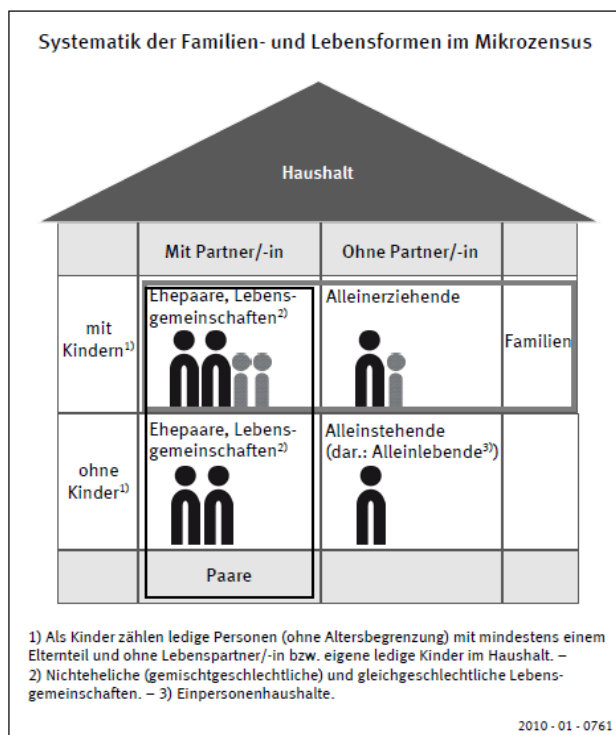 Systematik der Familien- und Lebensformen im Mikrozensus
Haushalt
Mit Partner/-in
Ohne Partner/-in
mit
Kindern1)
Ehepaare, Lebens-
gemeinschaften2)
Alleinerziehende
Familien
ohne
Kinder1)
Ehepaare, Lebens-
gemeinschaften2)
Alleinstehende
(dar.: Alleinlebende3))
Paare
1) Als Kinder zählen ledige Personen (ohne Altersbegrenzung) mit mindestens einem
Elternteil und ohne Lebenspartner/-in bzw. eigene ledige Kinder im Haushalt. –
2) Nichteheliche (gemischtgeschlechtliche) und gleichgeschlechtliche Lebens-
gemeinschaften. – 3) Einpersonenhaushalte.
2010 - 01 - 0761